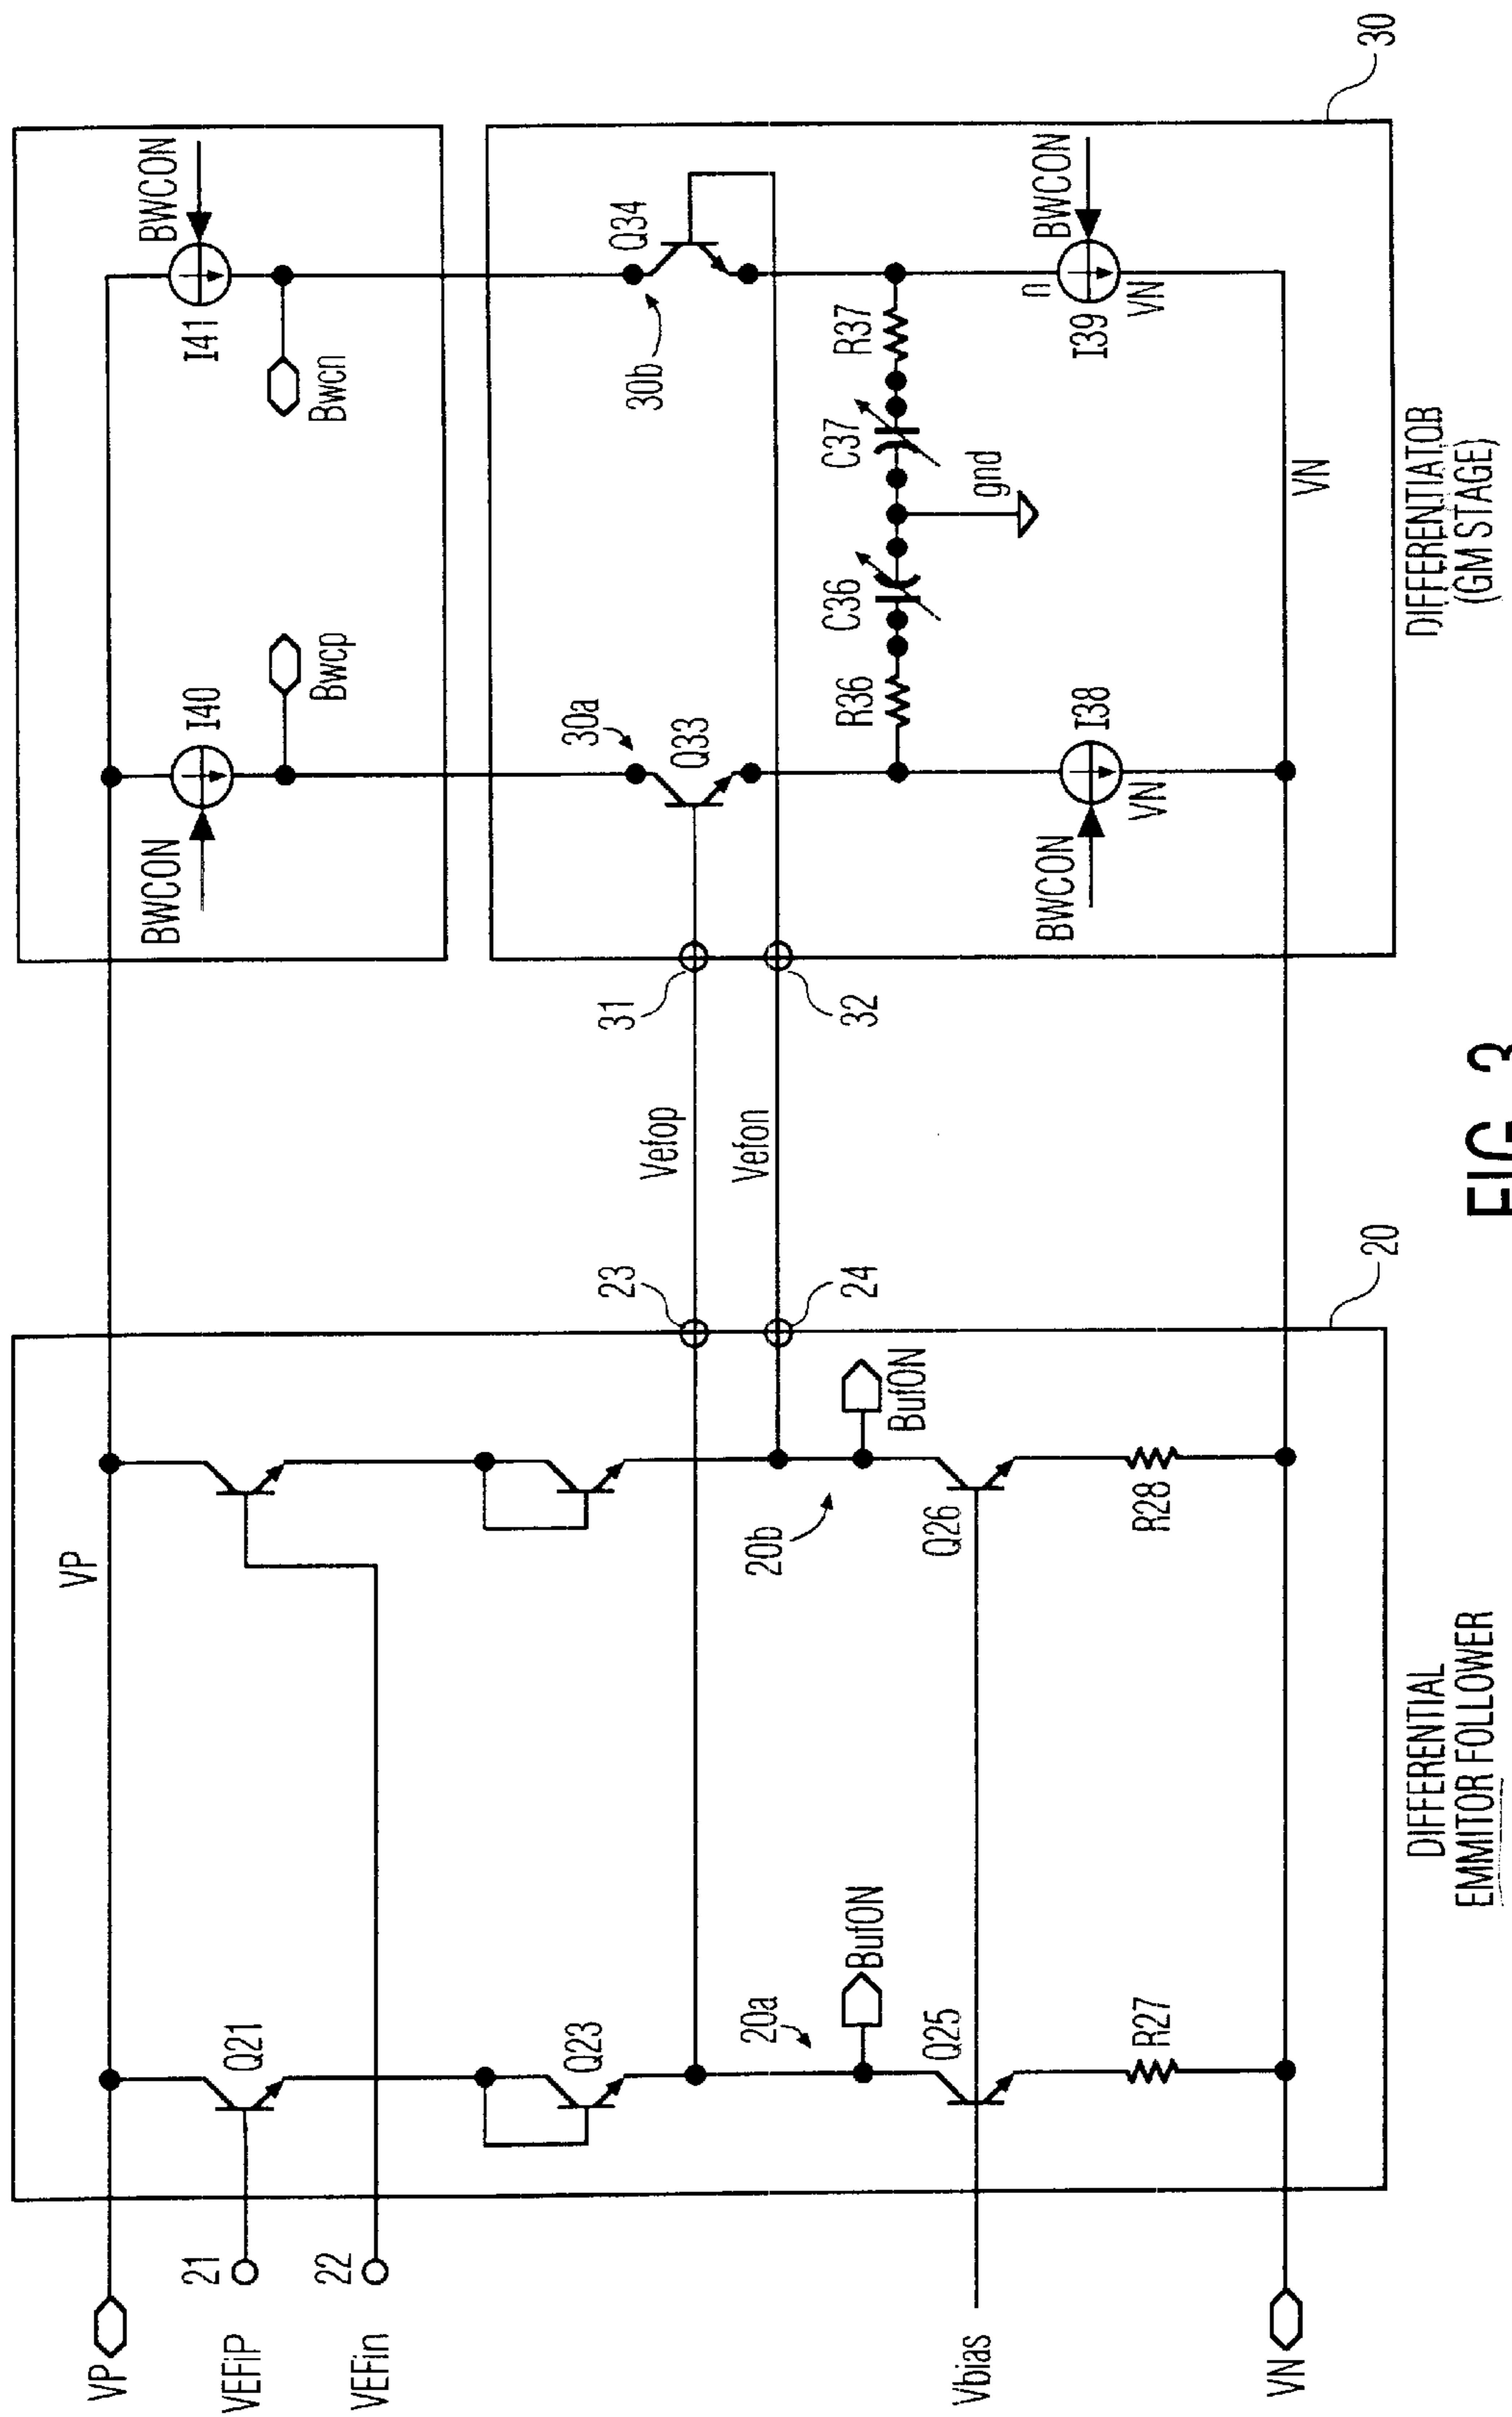 VP
VP
BWCON
BWCON
21
I40
I41
VEFiP
Q21
22
Bwcp
Bwcn
VEFin
Q23
30a
23
31
Q34
Vefop
30b
Q33
20a
20b
Vefon
24
32
R36
C36
C37
R37
BufON
BufON
Q25
Q26
Vbias
gnd
BWCON
n
BWCON
I38
I39
R27
R28
VN
VN
VN
VN
20
30
DIFFERENTIAL
EMMITOR FOLLOWER
DIFFERENTIATOR
(GM STAGE)
FIG. 3